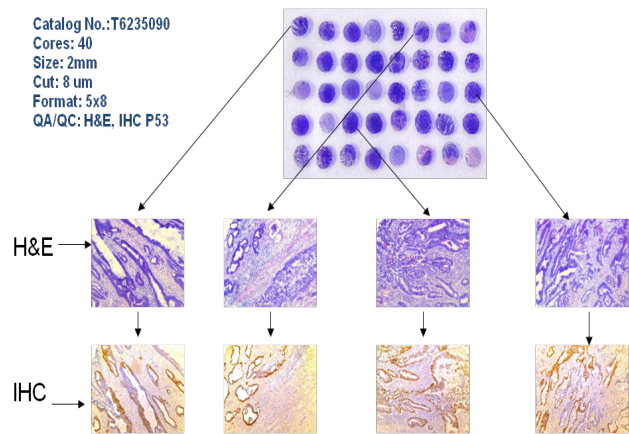 Catalog No.:T6235090
Cores: 40
Size: 2mm
Cut: 8 um
Format: 5x8
QA/QC: H&E, IHC P53
H&E
IHC